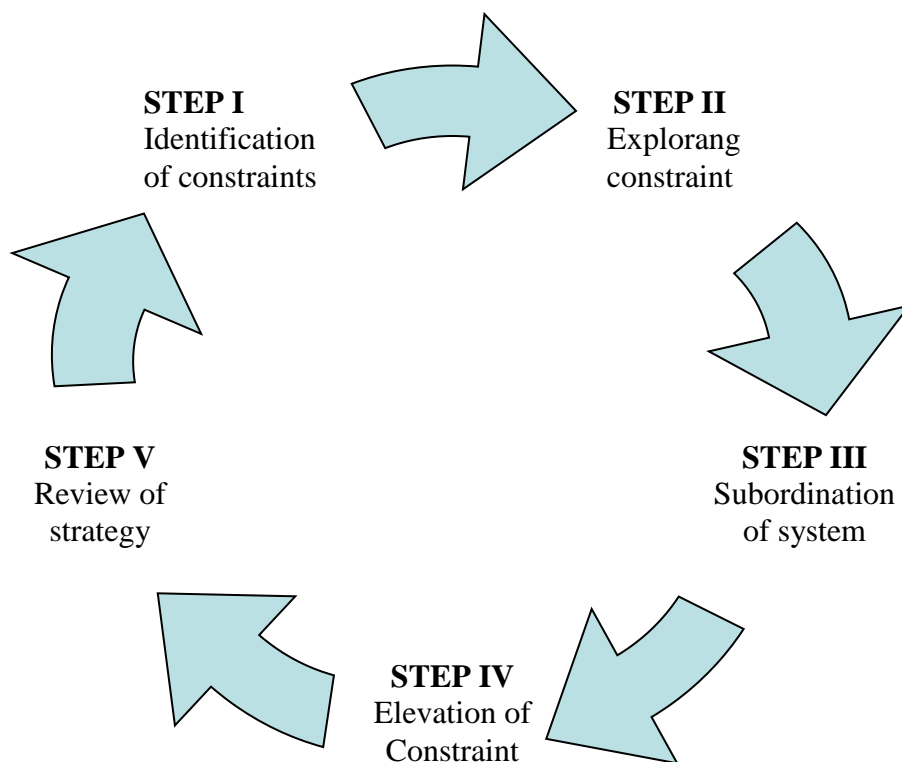 STEP I
Identification
of constraints
STEP II
Explorang
constraint
STEP III
Subordination
of system
STEP IV
Elevation of
Constraint
STEP V
Review of
strategy